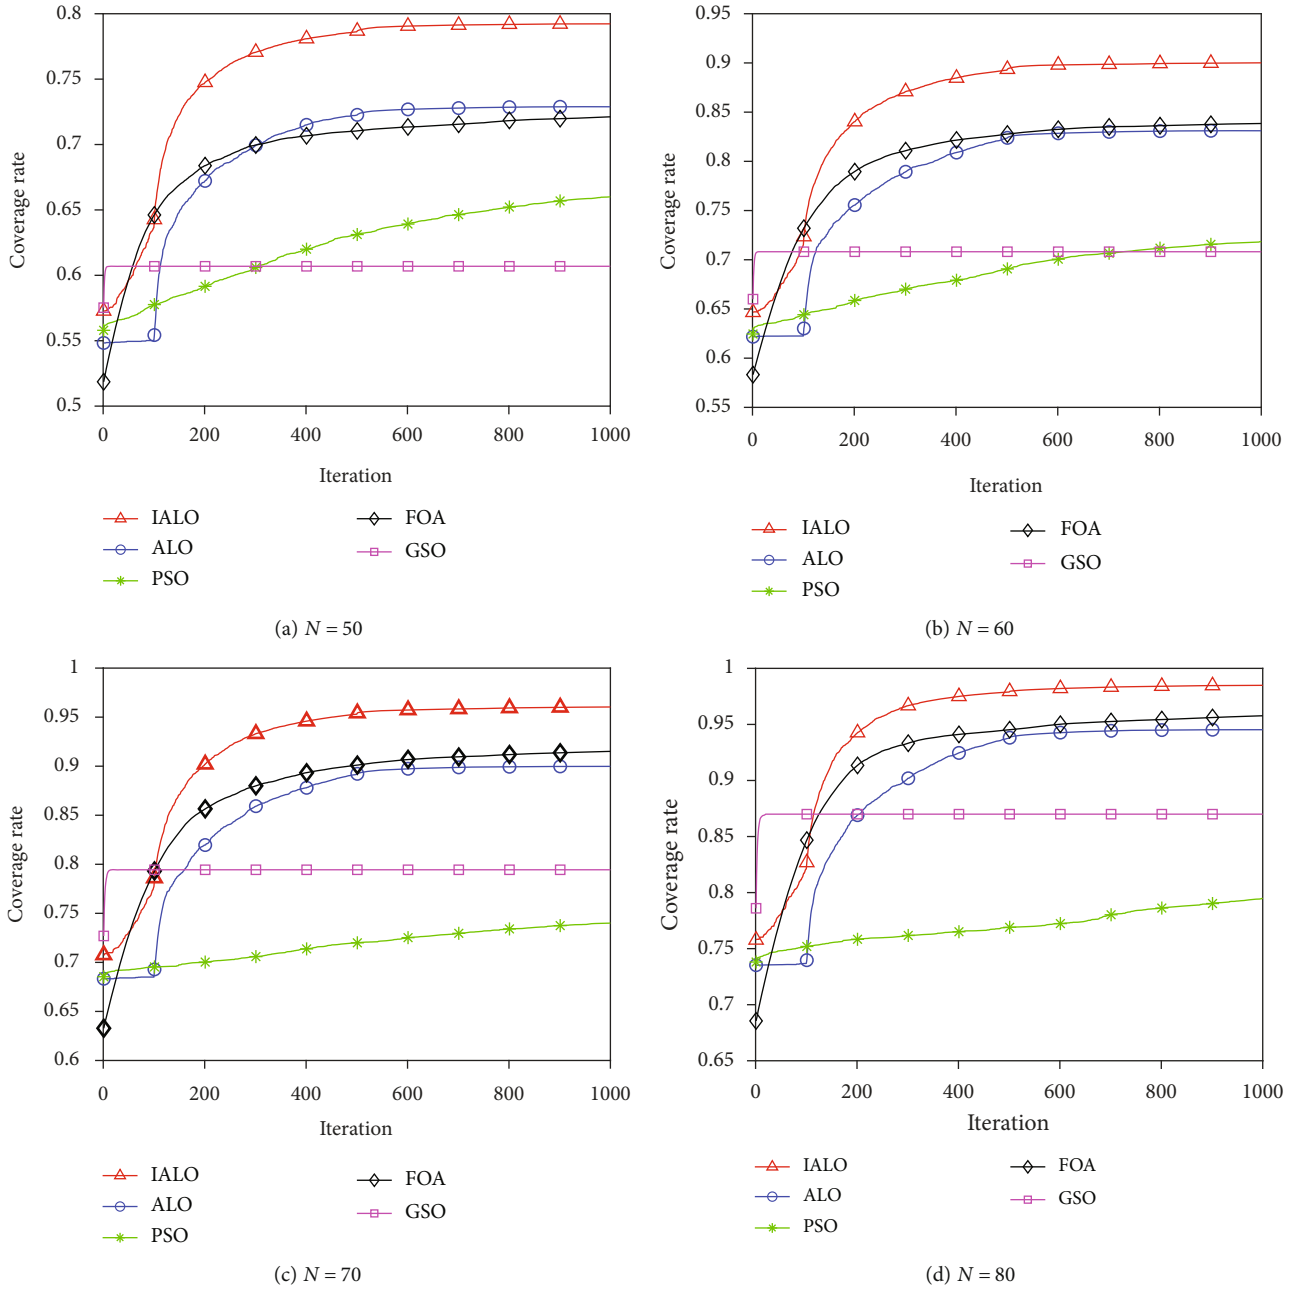 0.8
0.75
0.7
0.65
0.6
0.55
0.5
Coverage rate
0 200 400 600 800 1000
Iteration
IALO FOA
ALO GSO
PSO
(a) N = 50
0.95
0.9
0.85
0.8
0.75
0.7
0.65
0.6
0.55
Coverage rate
0 200 400 600 800 1000
Iteration
IALO FOA
ALO GSO
PSO
(b) N = 60
1
0.95
0.9
0.85
0.8
0.75
0.7
0.65
0.6
Coverage rate
0 200 400 600 800 1000
Iteration
IALO FOA
ALO GSO
PSO
(c) N = 70
1
0.95
0.9
0.85
0.8
0.75
0.7
0.65
Coverage rate
0 200 400 600 800 1000
Iteration
IALO FOA
ALO GSO
PSO
(d) N = 80